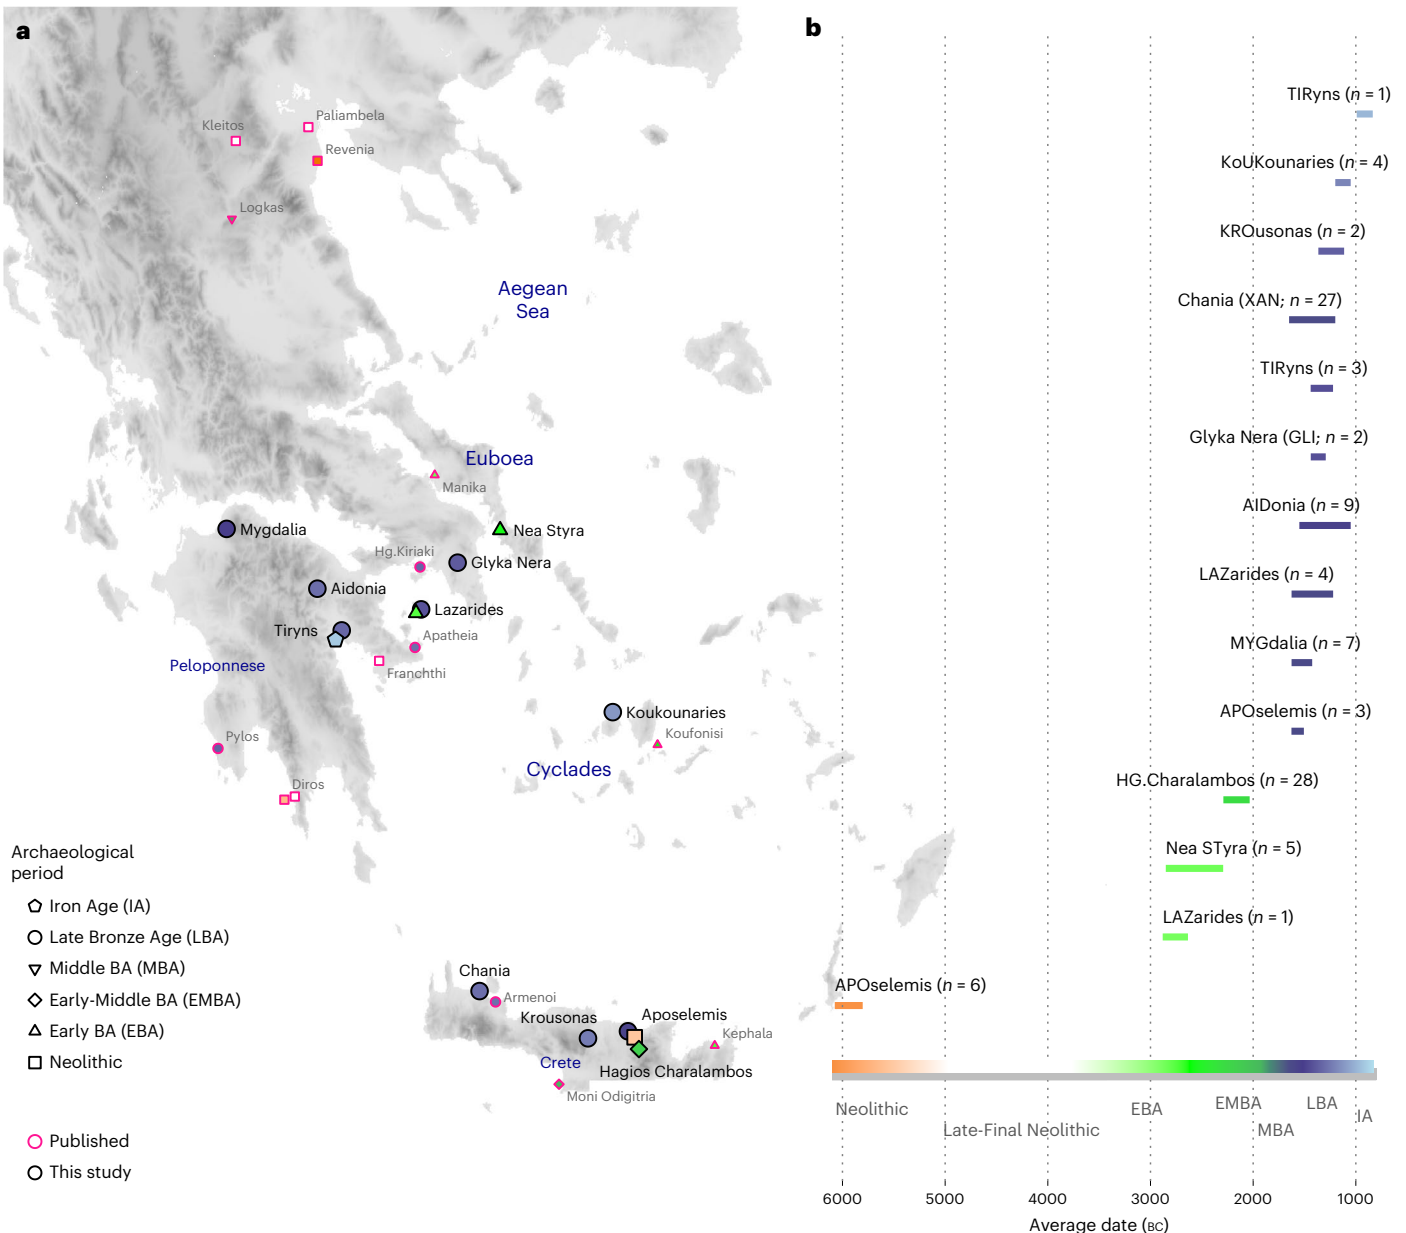 a
Kleitos
Paliambela
Revenia
Logkas
Aegean
Sea
Euboea
Manika
Mygdalia
Nea Styra
Hg.Kiriaki
Glyka Nera
Aidonia
Lazarides
Tiryns
Apatheia
Peloponnese
Franchthi
Koukounaries
Pylos
Koufonisi
Cyclades
Diros
Archaeological
period
Iron Age (IA)
Late Bronze Age (LBA)
Middle BA (MBA)
Early-Middle BA (EMBA)
Early BA (EBA)
Neolithic
Published
This study
Chania
Armenoi
Krousonas
Aposelemis
Kephala
Crete
Hagios Charalambos
Moni Odigitria
b
TIRyns (n = 1)
KoUKounaries (n = 4)
KROusonas (n = 2)
Chania (XAN; n = 27)
TIRyns (n = 3)
Glyka Nera (GLI; n = 2)
AIDonia (n = 9)
LAZarides (n = 4)
MYGdalia (n = 7)
APOselemis (n = 3)
HG.Charalambos (n = 28)
Nea STyra (n = 5)
LAZarides (n = 1)
APOselemis (n = 6)
Neolithic
Late-Final Neolithic
EBA
EMBA
MBA
LBA
IA
6000 5000 4000 3000 2000 1000
Average date (BC)